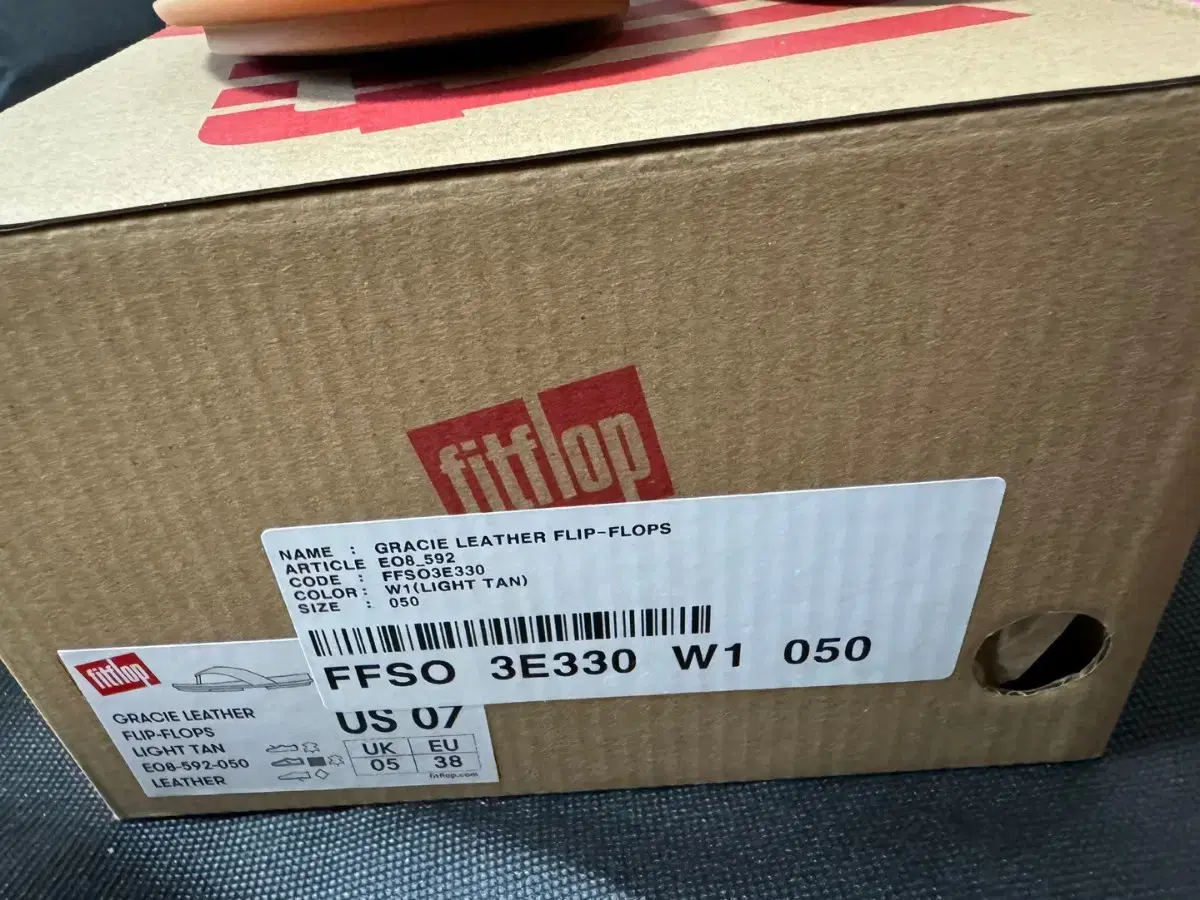 fitflop
NAME : GRACIE LEATHER FLIP-FLOPS
ARTICLE EO8_592
CODE : FFSO3E330
COLOR : W1(LIGHT TAN)
SIZE : 050
FFSO 3E330 W1 050
fitflop
GRACIE LEATHER
FLIP-FLOPS
LIGHT TAN
EO8-592-050
LEATHER
US 07
UK EU
05 38
fitflop.com